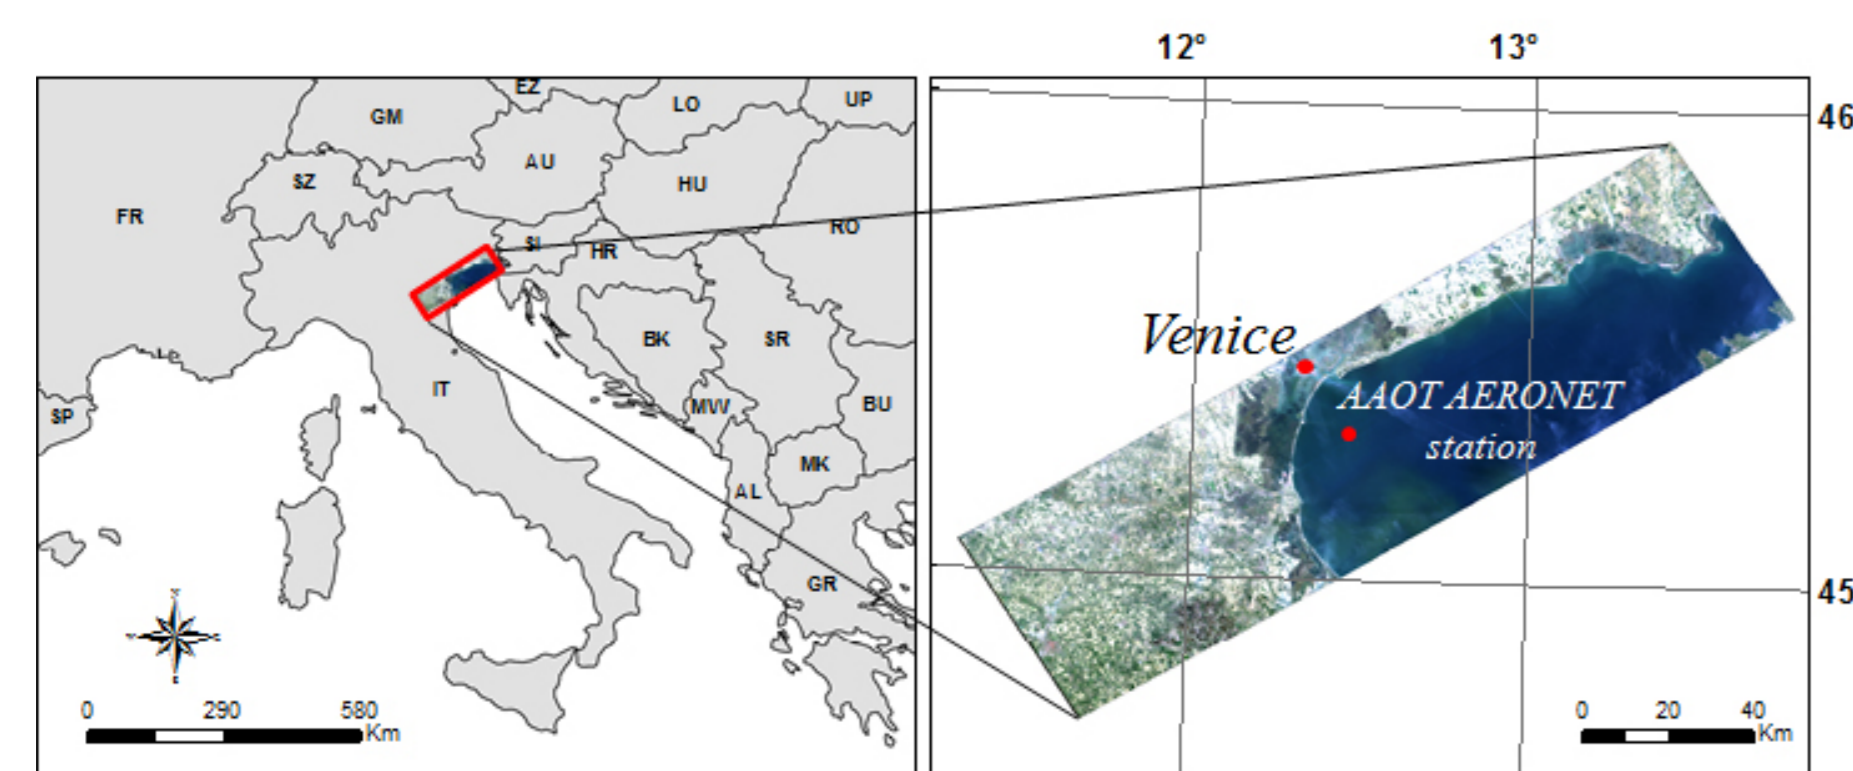 12°
13°
EZ
GM
LO
UP
46
AU
SZ
HU
FR
RO
SI
HR
Venice
BK
SR
IT
AAOT AERONET
MW
BU
SP
station
MK
AL
GR
45
0 290 580
Km
0 20 40
Km